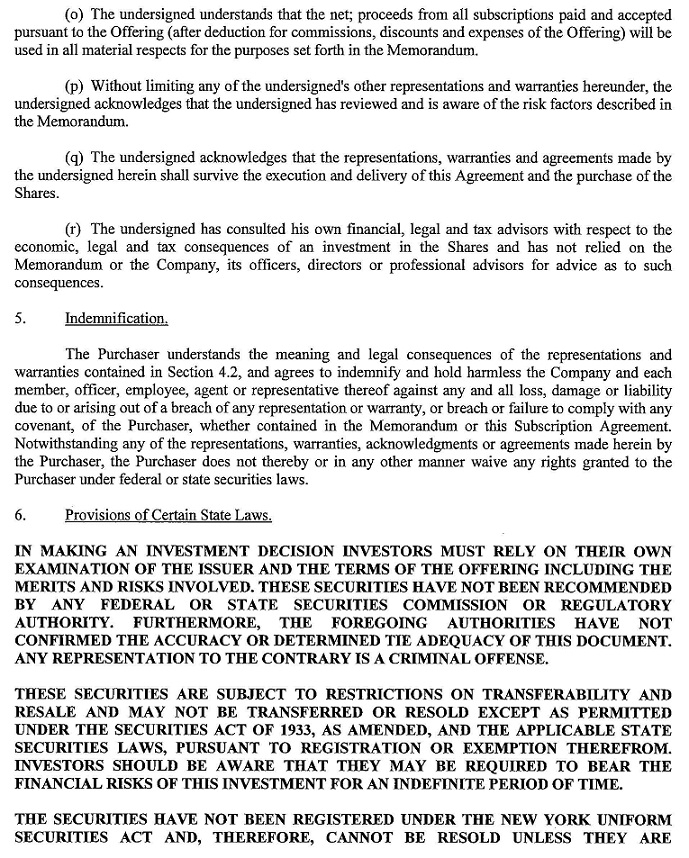 (o) The undersigned understands that the net; proceeds from all subscriptions paid and accepted
pursuant to the Offering (after deduction for commissions, discounts and expenses of the Offering) will be
used in all material respects for the purposes set forth in the Memorandum.
(p) Without limiting any of the undersigned's other representations and warranties hereunder, the
undersigned acknowledges that the undersigned has reviewed and is aware of the risk factors described in
the Memorandum.
(q) The undersigned acknowledges that the representations, warranties and agreements made by
the undersigned herein shall survive the execution and delivery of this Agreement and the purchase of the
Shares.
(r) The undersigned has consulted his own financial, legal and tax advisors with respect to the
economic, legal and tax consequences of an investment in the Shares and has not relied on the
Memorandum or the Company, its officers, directors or professional advisors for advice as to such
consequences.
5. Indemnification.
The Purchaser understands the meaning and legal consequences of the representations and
warranties contained in Section 4.2, and agrees to indemnify and hold harmless the Company and each
member, officer, employee, agent or representative thereof against any and all loss, damage or liability
due to or arising out of a breach of any representation or warranty, or breach or failure to comply with any
covenant, of the Purchaser, whether contained in the Memorandum or this Subscription Agreement.
Notwithstanding any of the representations, warranties, acknowledgments or agreements made herein by
the Purchaser, the Purchaser does not thereby or in any other manner waive any rights granted to the
Purchaser under federal or state securities laws.
6. Provisions of Certain State Laws.
IN MAKING AN INVESTMENT DECISION INVESTORS MUST RELY ON THEIR OWN
EXAMINATION OF THE ISSUER AND THE TERMS OF THE OFFERING INCLUDING THE
MERITS AND RISKS INVOLVED. THESE SECURITIES HAVE NOT BEEN RECOMMENDED
BY ANY FEDERAL OR STATE SECURITIES COMMISSION OR REGULATORY
AUTHORITY. FURTHERMORE, THE FOREGOING AUTHORITIES HAVE NOT
CONFIRMED THE ACCURACY OR DETERMINED TIE ADEQUACY OF THIS DOCUMENT.
ANY REPRESENTATION TO THE CONTRARY IS A CRIMINAL OFFENSE.
THESE SECURITIES ARE SUBJECT TO RESTRICTIONS ON TRANSFERABILITY AND
RESALE AND MAY NOT BE TRANSFERRED OR RESOLD EXCEPT AS PERMITTED
UNDER THE SECURITIES ACT OF 1933, AS AMENDED, AND THE APPLICABLE STATE
SECURITIES LAWS, PURSUANT TO REGISTRATION OR EXEMPTION THEREFROM.
INVESTORS SHOULD BE AWARE THAT THEY MAY BE REQUIRED TO BEAR THE
FINANCIAL RISKS OF THIS INVESTMENT FOR AN INDEFINITE PERIOD OF TIME.
THE SECURITIES HAVE NOT BEEN REGISTERED UNDER THE NEW YORK UNIFORM
SECURITIES ACT AND, THEREFORE, CANNOT BE RESOLD UNLESS THEY ARE